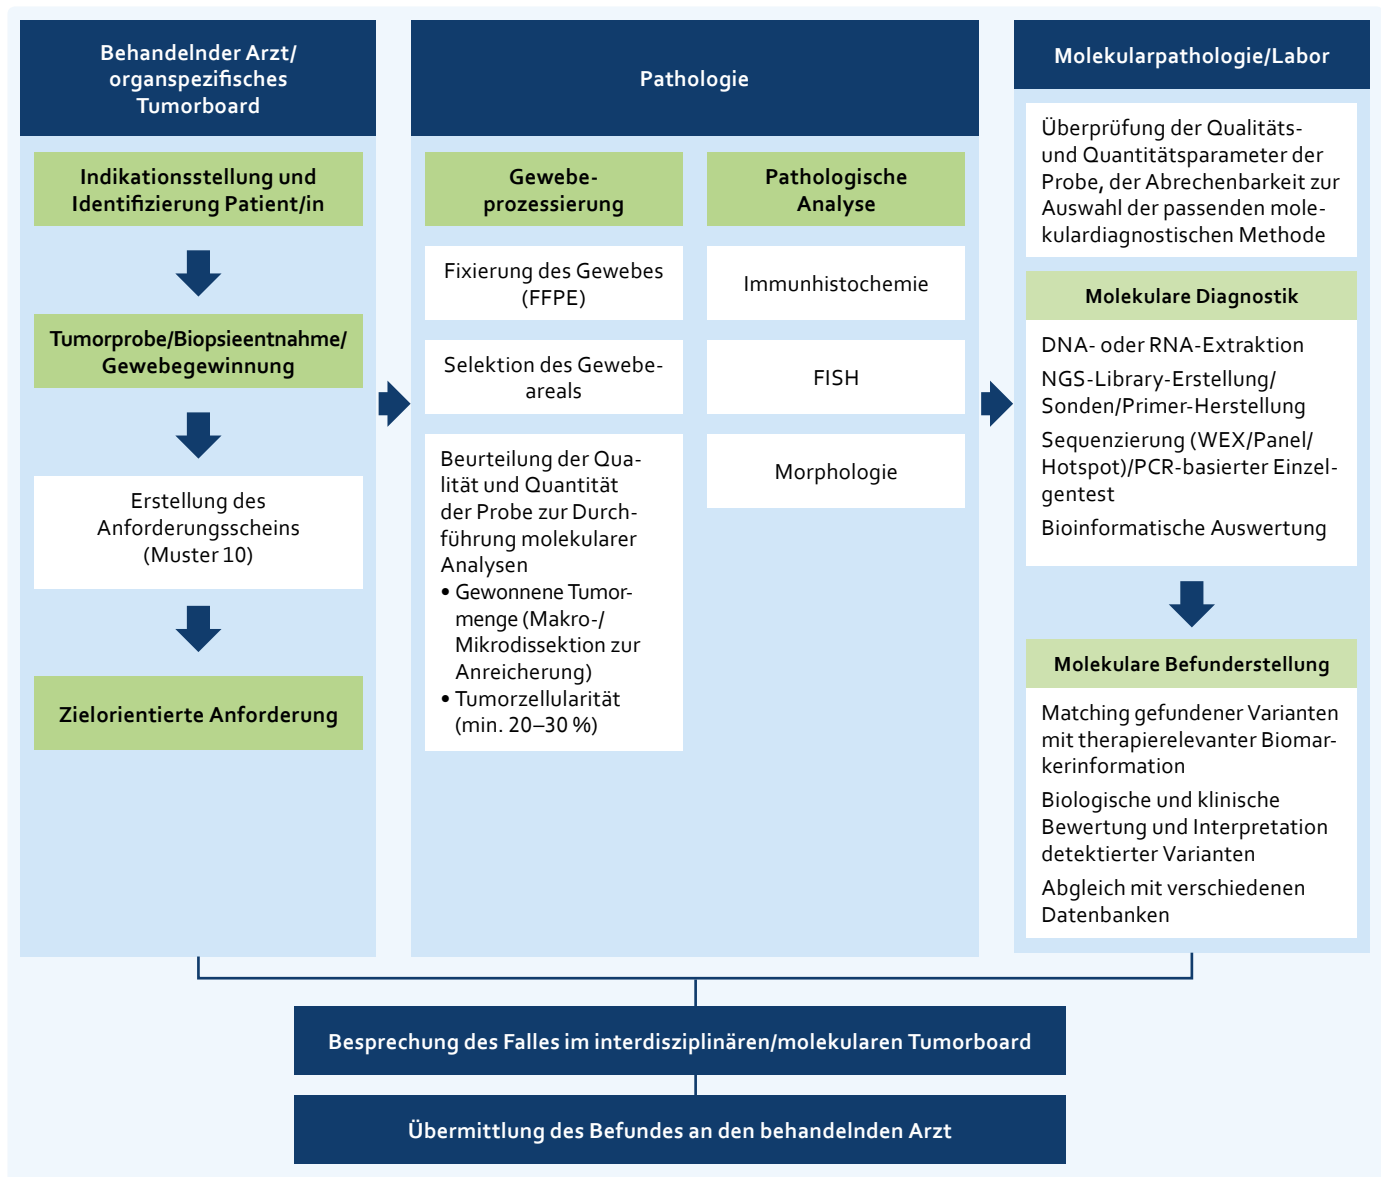 Behandelnder Arzt/
organspezifisches
Tumorboard
Indikationsstellung und
Identifizierung Patient/in
Tumorprobe/Biopsieentnahme/
Gewebegewinnung
Erstellung des
Anforderungsscheins
(Muster 10)
Zielorientierte Anforderung
Pathologie
Gewebe-
prozessierung
Fixierung des Gewebes
(FFPE)
Selektion des Gewebe-
areals
Beurteilung der Qua-
lität und Quantität
der Probe zur Durch-
führung molekularer
Analysen
• Gewonnene Tumor-
menge (Makro-/
Mikrodissektion zur
Anreicherung)
• Tumorzellularität
(min. 20–30 %)
Pathologische
Analyse
Immunhistochemie
FISH
Morphologie
Molekularpathologie/Labor
Überprüfung der Qualitäts-
und Quantitätsparameter der
Probe, der Abrechenbarkeit zur
Auswahl der passenden mole-
kulardiagnostischen Methode
Molekulare Diagnostik
DNA- oder RNA-Extraktion
NGS-Library-Erstellung/
Sonden/Primer-Herstellung
Sequenzierung (WEX/Panel/
Hotspot)/PCR-basierter Einzel-
gentest
Bioinformatische Auswertung
Molekulare Befunderstellung
Matching gefundener Varianten
mit therapierelevanter Biomar-
kerinformation
Biologische und klinische
Bewertung und Interpretation
detektierter Varianten
Abgleich mit verschiedenen
Datenbanken
Besprechung des Falles im interdisziplinären/molekularen Tumorboard
Übermittlung des Befundes an den behandelnden Arzt